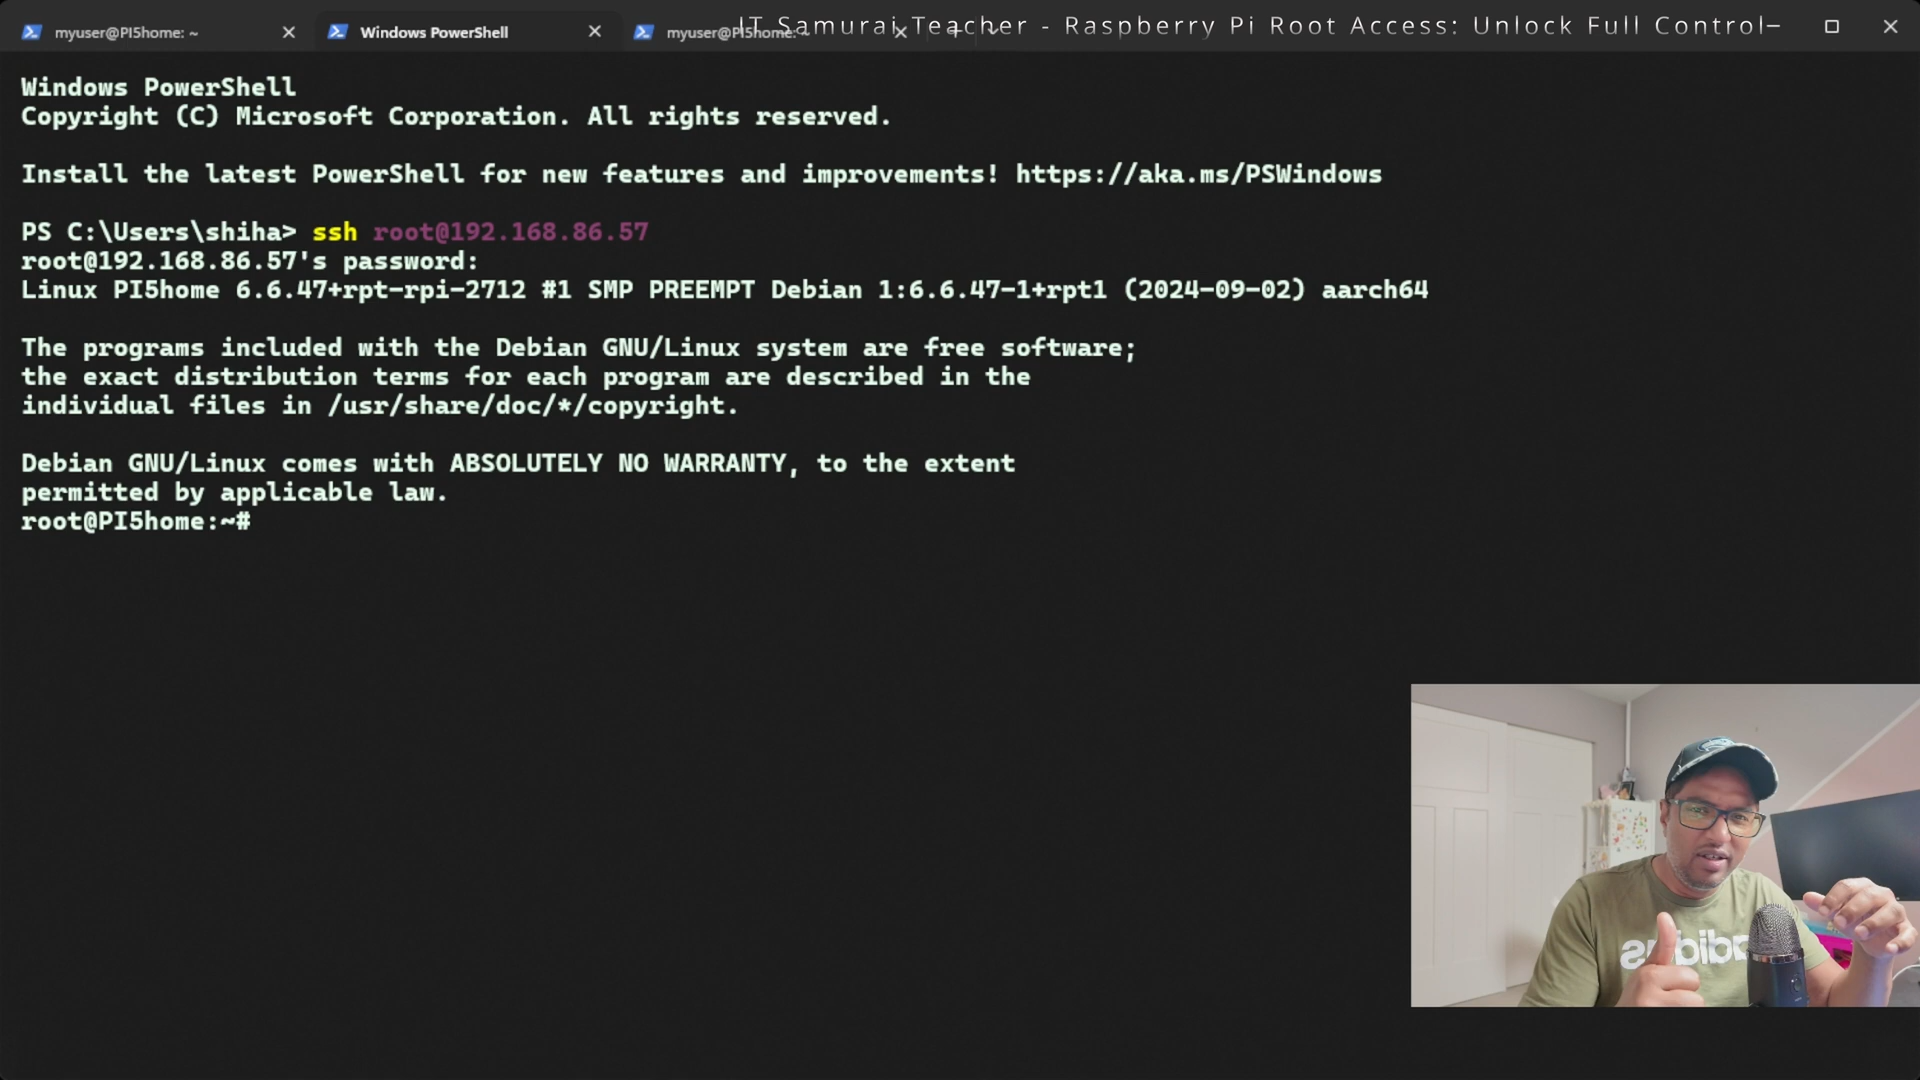 myuser@PI5home: ~
Windows PowerShell
myuser@PI5home: ~
IT Samurai Teacher - Raspberry Pi Root Access: Unlock Full Control
Windows PowerShell
Copyright (C) Microsoft Corporation. All rights reserved.
Install the latest PowerShell for new features and improvements! https://aka.ms/PSWindows
PS C:\Users\shiha> ssh root@192.168.86.57
root@192.168.86.57's password:
Linux PI5home 6.6.47+rpt-rpi-2712 #1 SMP PREEMPT Debian 1:6.6.47-1+rpt1 (2024-09-02) aarch64
The programs included with the Debian GNU/Linux system are free software;
the exact distribution terms for each program are described in the
individual files in /usr/share/doc/*/copyright.
Debian GNU/Linux comes with ABSOLUTELY NO WARRANTY, to the extent
permitted by applicable law.
root@PI5home:~#